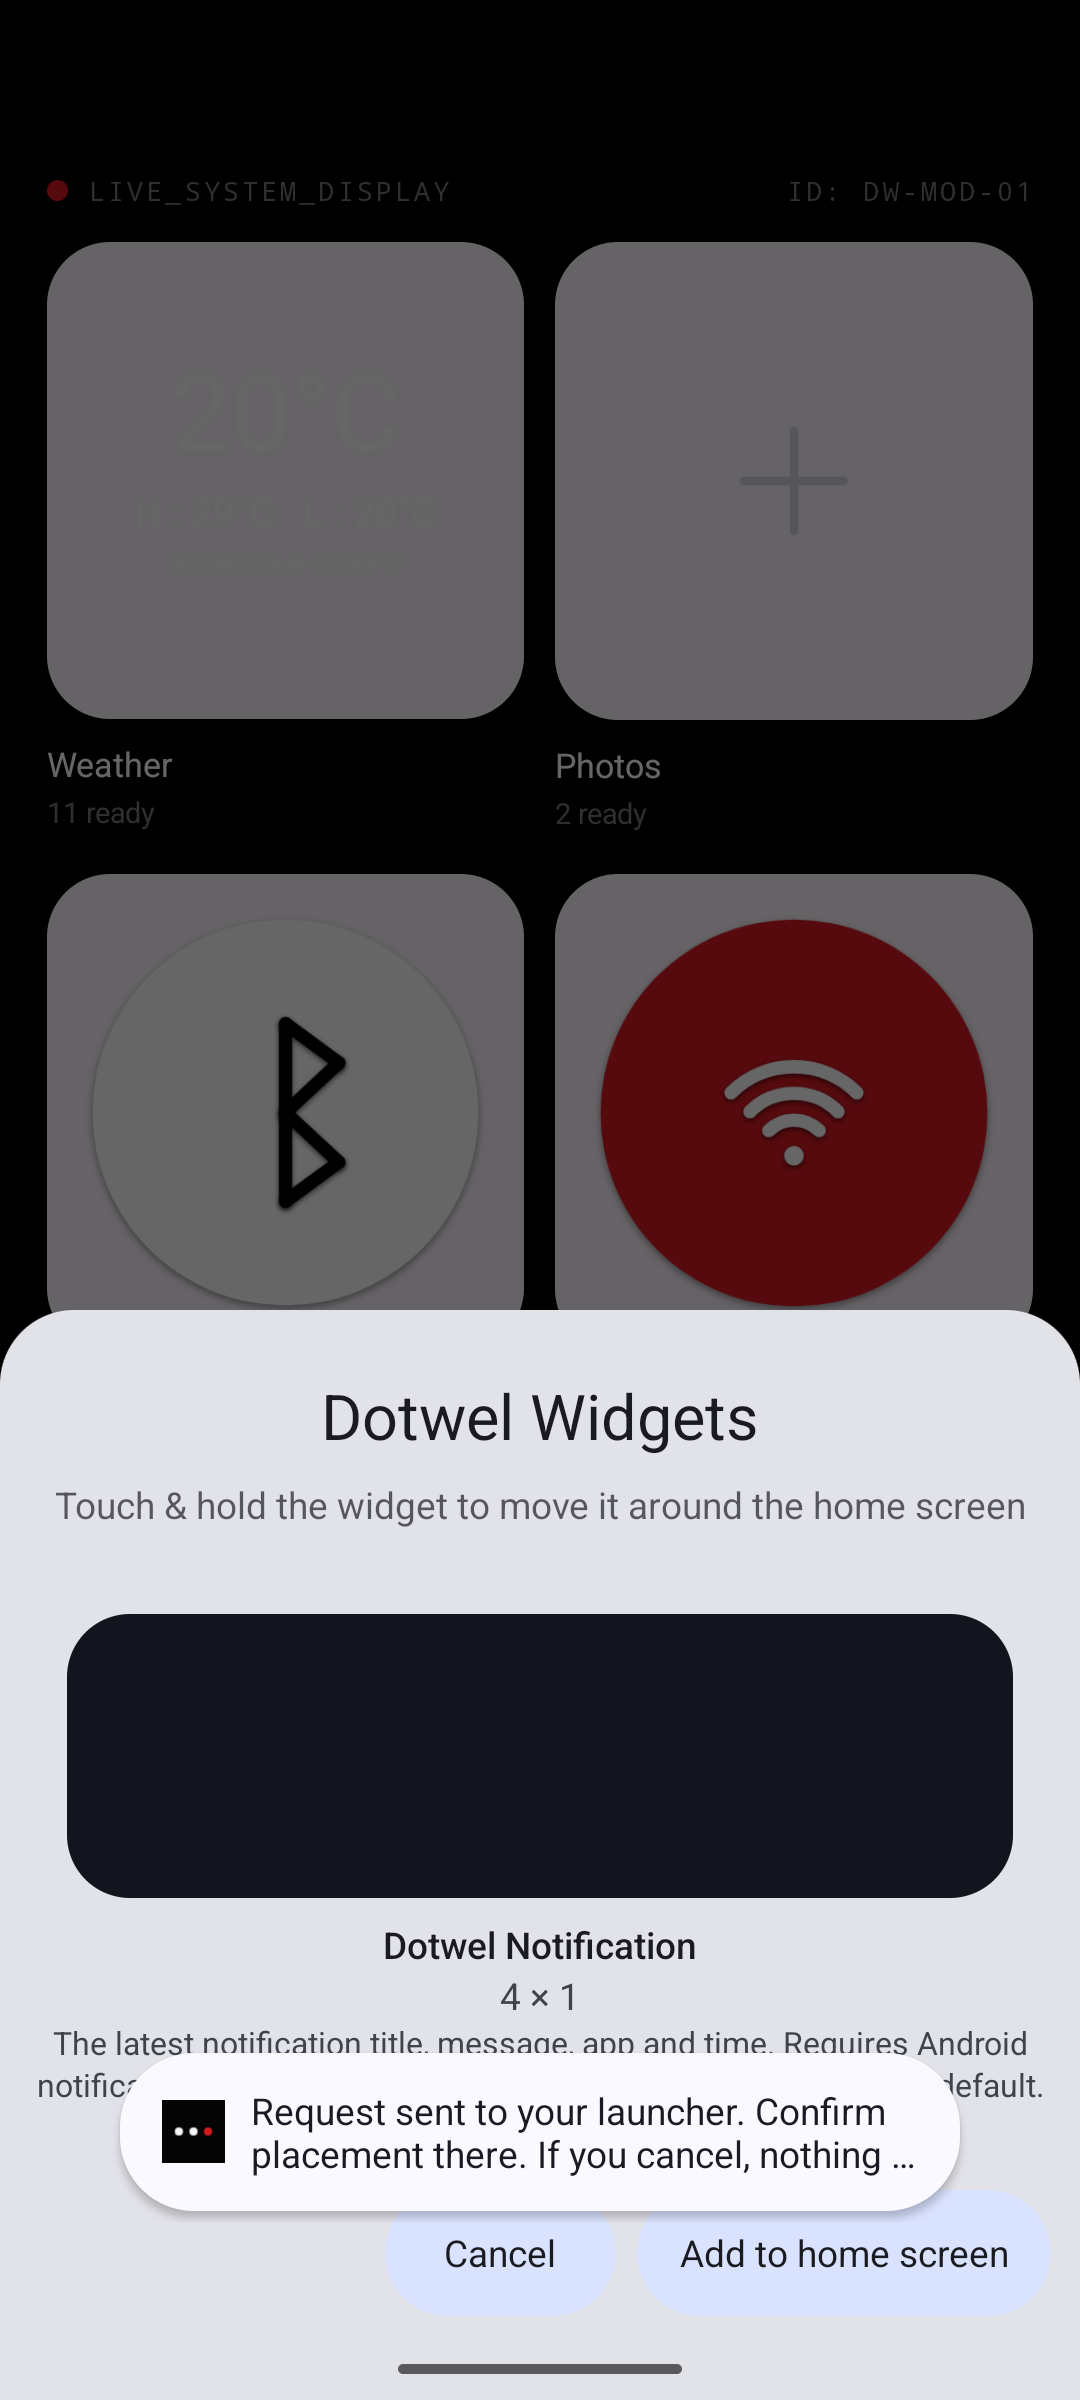 LIVE_SYSTEM_DISPLAY
ID: DW-MOD-01
20°C
H : 29°C L : 20°C
Weather
11 ready
Photos
2 ready
Dotwel Widgets
Touch & hold the widget to move it around the home screen
Dotwel Notification
4 × 1
The latest notification title, message, app and time. Requires Android
default.
Request sent to your launcher. Confirm
placement there. If you cancel, nothing …
Cancel
Add to home screen